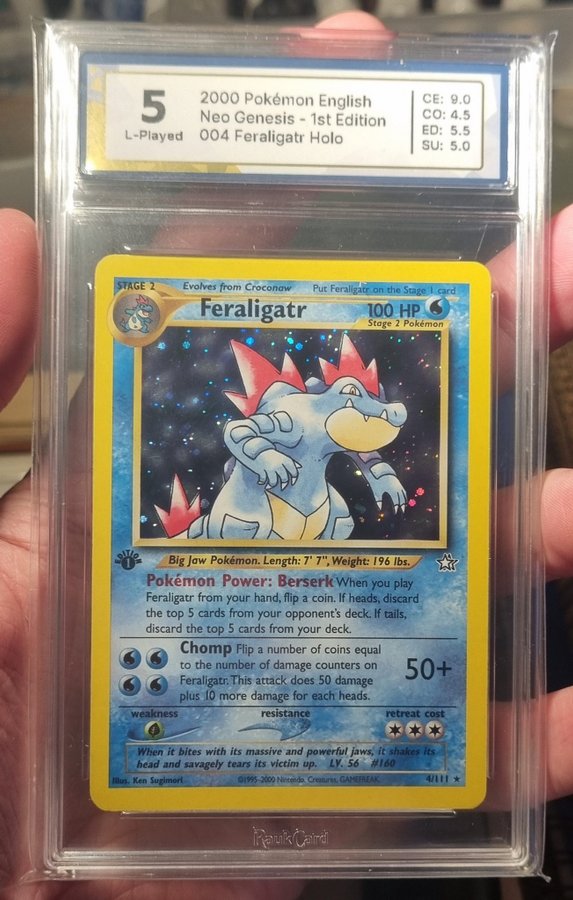 5
L-Played
2000 Pokémon English
Neo Genesis - 1st Edition
004 Feraligatr Holo
CE: 9.0
CO: 4.5
ED: 5.5
SU: 5.0
STAGE 2
Evolves from Croconaw
Put Feraligatr on the Stage 1 card
Feraligatr
100 HP
Stage 2 Pokémon
EDITION
1
Big Jaw Pokémon. Length: 7' 7", Weight: 196 lbs.
Pokémon Power: Berserk When you play
Feraligatr from your hand, flip a coin. If heads, discard
the top 5 cards from your opponent's deck. If tails,
discard the top 5 cards from your deck.
Chomp Flip a number of coins equal
to the number of damage counters on
Feraligatr. This attack does 50 damage
plus 10 more damage for each heads.
50+
weakness
resistance
retreat cost
When it bites with its massive and powerful jaws, it shakes its
head and savagely tears its victim up. LV. 56 #160
Illus. Ken Sugimori
©1995-2000 Nintendo, Creatures, GAMEFREAK.
4/111 ★
RaukCard